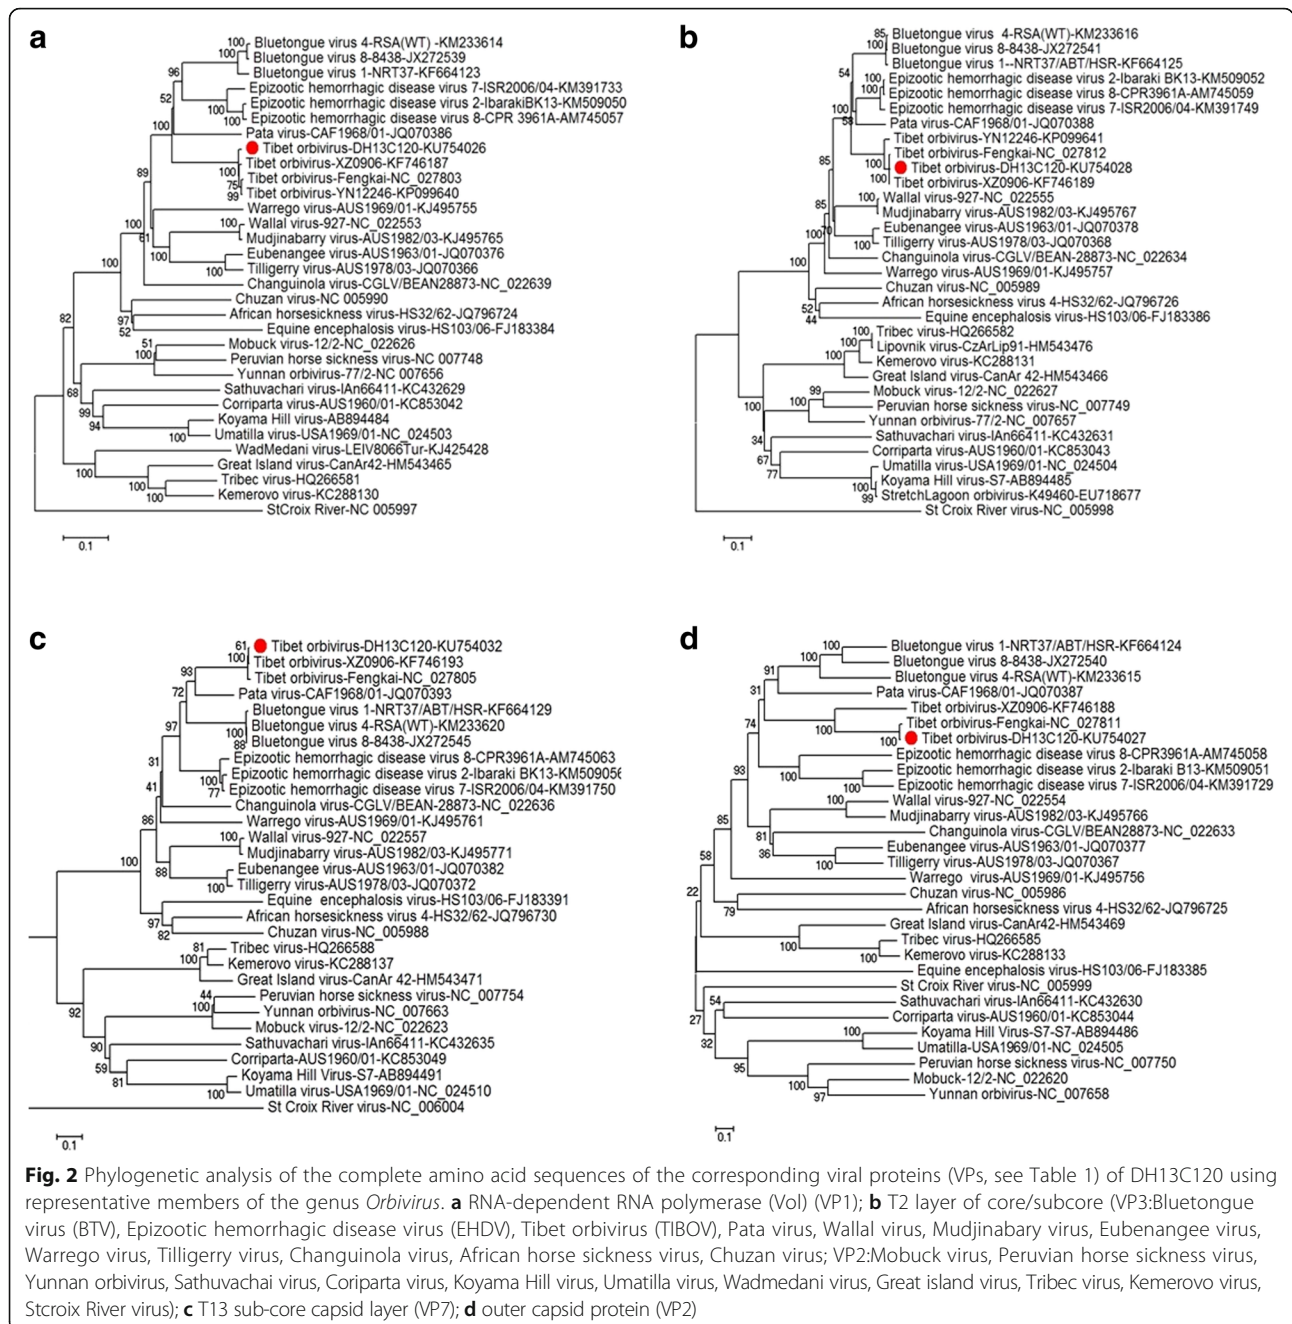 a
100 Bluetongue virus 4-RSA(WT) -KM233614
100 Bluetongue virus 8-8438-JX272539
Bluetongue virus 1-NRT37-KF664123
96
Epizootic hemorrhagic disease virus 7-ISR2006/04-KM391733
52
Epizootic hemorrhagic disease virus 2-IbarakiBK13-KM509050
100 100 Epizootic hemorrhagic disease virus 8-CPR 3961A-AM745057
100 Pata virus-CAF1968/01-JQ070386
Tibet orbivirus-DH13C120-KU754026
Tibet orbivirus-XZ0906-KF746187
100
89 Tibet orbivirus-Fengkai-NC_027803
75
99 Tibet orbivirus-YN12246-KP099640
Warrego virus-AUS1969/01-KJ495755
100 100 Wallal virus-927-NC_022553
61 Mudjinabarry virus-AUS1982/03-KJ495765
100 Eubenangee virus-AUS1963/01-JQ070376
100 100 Tilligerry virus-AUS1978/03-JQ070366
Changuinola virus-CGLV/BEAN28873-NC_022639
Chuzan virus-NC 005990
82 97 African horsesickness virus-HS32/62-JQ796724
52 Equine encephalosis virus-HS103/06-FJ183384
51 Mobuck virus-12/2-NC_022626
100 Peruvian horse sickness virus-NC 007748
Yunnan orbivirus-77/2-NC_007656
68 Sathuvachari virus-IAn66411-KC432629
99 Corriparta virus-AUS1960/01-KC853042
94 Koyama Hill virus-AB894484
100 Umatilla virus-USA1969/01-NC_024503
WadMedani virus-LEIV8066Tur-KJ425428
100 Great Island virus-CanAr42-HM543465
100 Tribec virus-HQ266581
100 Kemerovo virus-KC288130
StCroix River-NC 005997
0.1
b
85 Bluetongue virus 4-RSA(WT)-KM233616
100 Bluetongue virus 8-8438-JX272541
Bluetongue virus 1--NRT37/ABT/HSR-KF664125
54 100 Epizootic hemorrhagic disease virus 2-Ibaraki BK13-KM509052
100 Epizootic hemorrhagic disease virus 8-CPR3961A-AM745059
100 Epizootic hemorrhagic disease virus 7-ISR2006/04-KM391749
58 Pata virus-CAF1968/01-JQ070388
Tibet orbivirus-YN12246-KP099641
85 100 Tibet orbivirus-Fengkai-NC_027812
Tibet orbivirus-DH13C120-KU754028
100 Tibet orbivirus-XZ0906-KF746189
85 100 Wallal virus-927-NC_022555
Mudjinabarry virus-AUS1982/03-KJ495767
100 70 Eubenangee virus-AUS1963/01-JQ070378
100 Tilligerry virus-AUS1978/03-JQ070368
100 Changuinola virus-CGLV/BEAN-28873-NC_022634
Warrego virus-AUS1969/01-KJ495757
Chuzan virus-NC_005989
52 African horsesickness virus 4-HS32/62-JQ796726
44 Equine encephalosis virus-HS103/06-FJ183386
100 Tribec virus-HQ266582
Lipovnik virus-CzArLip91-HM543476
100 Kemerovo virus-KC288131
100 Great Island virus-CanAr 42-HM543466
99 Mobuck virus-12/2-NC_022627
100 100 Peruvian horse sickness virus-NC_007749
Yunnan orbivirus-77/2-NC_007657
34 Sathuvachari virus-IAn66411-KC432631
67 Corriparta virus-AUS1960/01-KC853043
77 Umatilla virus-USA1969/01-NC_024504
100 Koyama Hill virus-S7-AB894485
99 StretchLagoon orbivirus-K49460-EU718677
St Croix River virus-NC_005998
0.1
c
61 Tibet orbivirus-DH13C120-KU754032
100 Tibet orbivirus-XZ0906-KF746193
93 Tibet orbivirus-Fengkai-NC_027805
72 Pata virus-CAF1968/01-JQ070393
Bluetongue virus 1-NRT37/ABT/HSR-KF664129
97 100 Bluetongue virus 4-RSA(WT)-KM233620
88 Bluetongue virus 8-8438-JX272545
31 Epizootic hemorrhagic disease virus 8-CPR3961A-AM745063
100 Epizootic hemorrhagic disease virus 2-Ibaraki BK13-KM509056
41 77 Epizootic hemorrhagic disease virus 7-ISR2006/04-KM391750
Changuinola virus-CGLV/BEAN-28873-NC_022636
86 Warrego virus-AUS1969/01-KJ495761
100 Wallal virus-927-NC_022557
Mudjinabarry virus-AUS1982/03-KJ495771
100 88 Eubenangee virus-AUS1963/01-JQ070382
100 Tilligerry virus-AUS1978/03-JQ070372
Equine encephalosis virus-HS103/06-FJ183391
97 African horsesickness virus 4-HS32/62-JQ796730
82 Chuzan virus-NC_005988
81 Tribec virus-HQ266588
100 Kemerovo virus-KC288137
Great Island virus-CanAr 42-HM543471
44 Peruvian horse sickness virus-NC_007754
92 100 Yunnan orbivirus-NC_007663
Mobuck virus-12/2-NC_022623
90 Sathuvachari virus-IAn66411-KC432635
59 Corriparta-AUS1960/01-KC853049
81 Koyama Hill Virus-S7-AB894491
100 Umatilla virus-USA1969/01-NC_024510
St Croix River virus-NC_006004
0.1
d
100 Bluetongue virus 1-NRT37/ABT/HSR-KF664124
100 Bluetongue virus 8-8438-JX272540
91 Bluetongue virus 4-RSA(WT)-KM233615
31 Pata virus-CAF1968/01-JQ070387
Tibet orbivirus-XZ0906-KF746188
74 100 Tibet orbivirus-Fengkai-NC_027811
100 Tibet orbivirus-DH13C120-KU754027
Epizootic hemorrhagic disease virus 8-CPR3961A-AM745058
93 100 Epizootic hemorrhagic disease virus 2-Ibaraki B13-KM509051
100 Epizootic hemorrhagic disease virus 7-ISR2006/04-KM391729
100 Wallal virus-927-NC_022554
85 Mudjinabarry virus-AUS1982/03-KJ495766
81 Changuinola virus-CGLV/BEAN28873-NC_022633
36 Eubenangee virus-AUS1963/01-JQ070377
58 100 Tilligerry virus-AUS1978/03-JQ070367
Warrego virus-AUS1969/01-KJ495756
22 Chuzan virus-NC_005986
79 African horsesickness virus 4-HS32/62-JQ796725
Great Island virus-CanAr42-HM543469
100 Tribec virus-HQ266585
100 Kemerovo virus-KC288133
Equine encephalosis virus-HS103/06-FJ183385
St Croix River virus-NC_005999
54 Sathuvachari virus-IAn66411-KC432630
27 Corriparta virus-AUS1960/01-KC853044
100 Koyama Hill Virus-S7-S7-AB894486
32 Umatilla-USA1969/01-NC_024505
95 Peruvian horse sickness virus-NC_007750
100 Mobuck-12/2-NC_022620
97 Yunnan orbivirus-NC_007658
0.1
Fig. 2 Phylogenetic analysis of the complete amino acid sequences of the corresponding viral proteins (VPs, see Table 1) of DH13C120 using
representative members of the genus Orbivirus. a RNA-dependent RNA polymerase (Vol) (VP1); b T2 layer of core/subcore (VP3:Bluetongue
virus (BTV), Epizootic hemorrhagic disease virus (EHDV), Tibet orbivirus (TIBOV), Pata virus, Wallal virus, Mudjinabary virus, Eubenangee virus,
Warrego virus, Tilligerry virus, Changuinola virus, African horse sickness virus, Chuzan virus; VP2:Mobuck virus, Peruvian horse sickness virus,
Yunnan orbivirus, Sathuvachai virus, Coriparta virus, Koyama Hill virus, Umatilla virus, Wadmedani virus, Great island virus, Tribec virus, Kemerovo virus,
Stcroix River virus); c T13 sub-core capsid layer (VP7); d outer capsid protein (VP2)